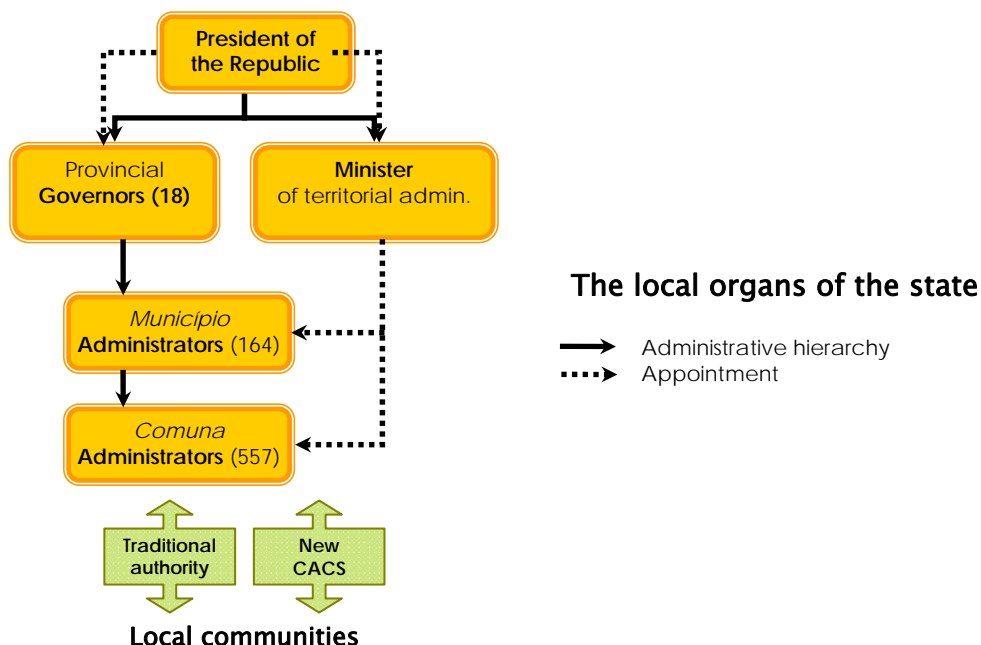 President of
the Republic
Provincial
Governors (18)
Minister
of territorial admin.
Município
Administrators (164)
Comuna
Administrators (557)
Traditional
authority
New
CACS
Local communities
The local organs of the state
Administrative hierarchy
Appointment